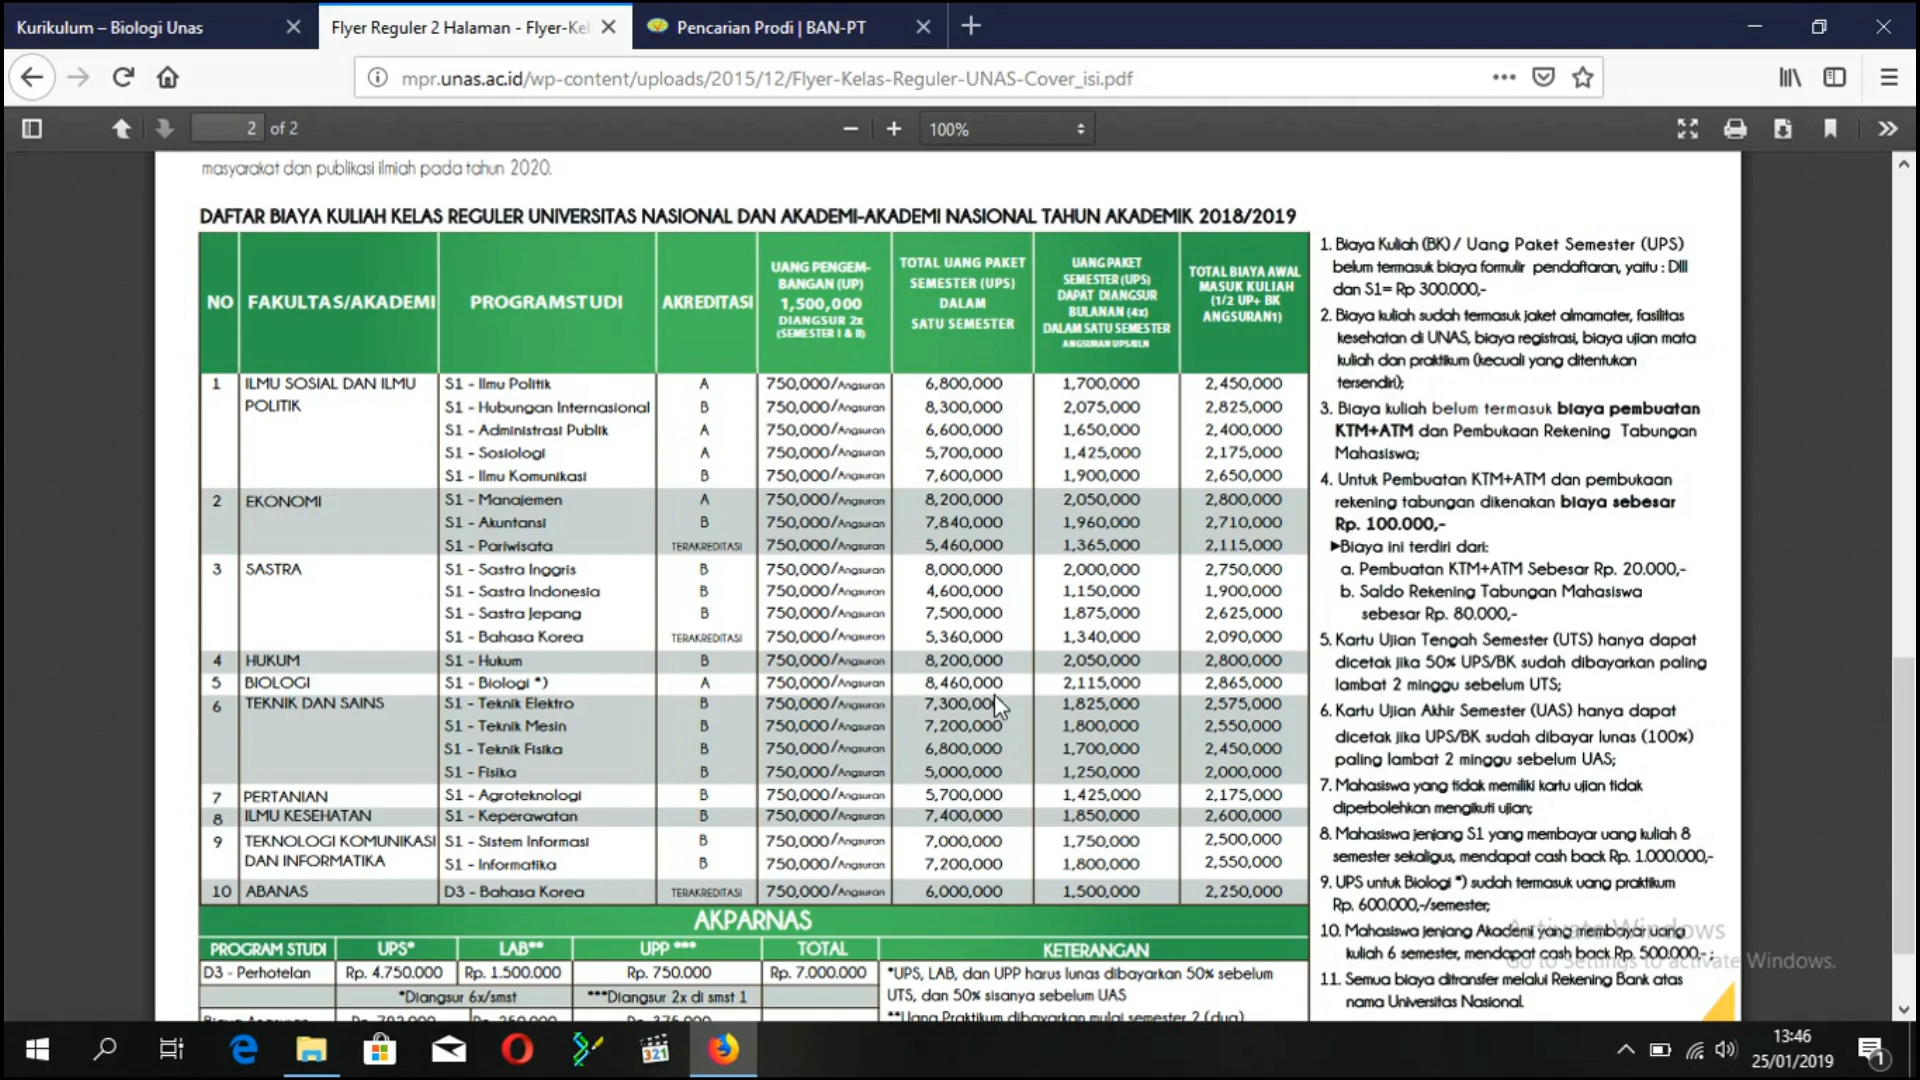 Kurikulum – Biologi Unas
Flyer Reguler 2 Halaman - Flyer-Kel
Pencarian Prodi | BAN-PT
mpr.unas.ac.id/wp-content/uploads/2015/12/Flyer-Kelas-Reguler-UNAS-Cover_isi.pdf
2 of 2
100%
masyarakat dan publikasi ilmiah pada tahun 2020.
DAFTAR BIAYA KULIAH KELAS REGULER UNIVERSITAS NASIONAL DAN AKADEMI-AKADEMI NASIONAL TAHUN AKADEMIK 2018/2019
NO FAKULTAS/AKADEMI PROGRAMSTUDI AKREDITASI
UANG PENGEM-
BANGAN (UP)
1,500,000
DIANGSUR 2x
(SEMESTER I & II)
TOTAL UANG PAKET
SEMESTER (UPS)
DALAM
SATU SEMESTER
UANG PAKET
SEMESTER (UPS)
DAPAT DIANGSUR
BULANAN (4x)
DALAM SATU SEMESTER
ANGSURAN UPS/BLN
TOTAL BIAYA AWAL
MASUK KULIAH
(1/2 UP+ BK
ANGSURAN1)
1 ILMU SOSIAL DAN ILMU S1 - Ilmu Politik A 750,000/Angsuran 6,800,000 1,700,000 2,450,000
POLITIK S1 - Hubungan Internasional B 750,000/Angsuran 8,300,000 2,075,000 2,825,000
S1 - Administrasi Publik A 750,000/Angsuran 6,600,000 1,650,000 2,400,000
S1 - Sosiologi A 750,000/Angsuran 5,700,000 1,425,000 2,175,000
S1 - Ilmu Komunikasi B 750,000/Angsuran 7,600,000 1,900,000 2,650,000
2 EKONOMI S1 - Manajemen A 750,000/Angsuran 8,200,000 2,050,000 2,800,000
S1 - Akuntansi B 750,000/Angsuran 7,840,000 1,960,000 2,710,000
S1 - Pariwisata TERAKREDITASI 750,000/Angsuran 5,460,000 1,365,000 2,115,000
3 SASTRA S1 - Sastra Inggris B 750,000/Angsuran 8,000,000 2,000,000 2,750,000
S1 - Sastra Indonesia B 750,000/Angsuran 4,600,000 1,150,000 1,900,000
S1 - Sastra Jepang B 750,000/Angsuran 7,500,000 1,875,000 2,625,000
S1 - Bahasa Korea TERAKREDITASI 750,000/Angsuran 5,360,000 1,340,000 2,090,000
4 HUKUM S1 - Hukum B 750,000/Angsuran 8,200,000 2,050,000 2,800,000
5 BIOLOGI S1 - Biologi *) A 750,000/Angsuran 8,460,000 2,115,000 2,865,000
6 TEKNIK DAN SAINS S1 - Teknik Elektro B 750,000/Angsuran 7,300,000 1,825,000 2,575,000
S1 - Teknik Mesin B 750,000/Angsuran 7,200,000 1,800,000 2,550,000
S1 - Teknik Fisika B 750,000/Angsuran 6,800,000 1,700,000 2,450,000
S1 - Fisika B 750,000/Angsuran 5,000,000 1,250,000 2,000,000
7 PERTANIAN S1 - Agroteknologi B 750,000/Angsuran 5,700,000 1,425,000 2,175,000
8 ILMU KESEHATAN S1 - Keperawatan B 750,000/Angsuran 7,400,000 1,850,000 2,600,000
9 TEKNOLOGI KOMUNIKASI S1 - Sistem Informasi B 750,000/Angsuran 7,000,000 1,750,000 2,500,000
DAN INFORMATIKA S1 - Informatika B 750,000/Angsuran 7,200,000 1,800,000 2,550,000
10 ABANAS D3 - Bahasa Korea TERAKREDITASI 750,000/Angsuran 6,000,000 1,500,000 2,250,000
AKPARNAS
PROGRAM STUDI UPS* LAB** UPP *** TOTAL KETERANGAN
D3 - Perhotelan Rp. 4.750.000 Rp. 1.500.000 Rp. 750.000 Rp. 7.000.000 *UPS, LAB, dan UPP harus lunas dibayarkan 50% sebelum
*Diangsur 6x/smst ***Diangsur 2x di smst 1 UTS, dan 50% sisanya sebelum UAS
Biaya Angsuran Rp. 792.000 Rp. 250.000 Rp. 375.000 **Uang Praktikum dibayarkan mulai semester 2 (dua)
1. Biaya Kuliah (BK) / Uang Paket Semester (UPS)
belum termasuk biaya formulir pendaftaran, yaitu : DIII
dan S1= Rp 300.000,-
2. Biaya kuliah sudah termasuk jaket almamater, fasilitas
kesehatan di UNAS, biaya registrasi, biaya ujian mata
kuliah dan praktikum (kecuali yang ditentukan
tersendiri);
3. Biaya kuliah belum termasuk biaya pembuatan
KTM+ATM dan Pembukaan Rekening Tabungan
Mahasiswa;
4. Untuk Pembuatan KTM+ATM dan pembukaan
rekening tabungan dikenakan biaya sebesar
Rp. 100.000,-
▶Biaya ini terdiri dari:
a. Pembuatan KTM+ATM Sebesar Rp. 20.000,-
b. Saldo Rekening Tabungan Mahasiswa
sebesar Rp. 80.000,-
5. Kartu Ujian Tengah Semester (UTS) hanya dapat
dicetak jika 50% UPS/BK sudah dibayarkan paling
lambat 2 minggu sebelum UTS;
6. Kartu Ujian Akhir Semester (UAS) hanya dapat
dicetak jika UPS/BK sudah dibayar lunas (100%)
paling lambat 2 minggu sebelum UAS;
7. Mahasiswa yang tidak memiliki kartu ujian tidak
diperbolehkan mengikuti ujian;
8. Mahasiswa jenjang S1 yang membayar uang kuliah 8
semester sekaligus, mendapat cash back Rp. 1.000.000,-
9. UPS untuk Biologi *) sudah termasuk uang praktikum
Rp. 600.000,-/semester;
10. Mahasiswa jenjang Akademi yang membayar uang
kuliah 6 semester, mendapat cash back Rp. 500.000,- ;
11. Semua biaya ditransfer melalui Rekening Bank atas
nama Universitas Nasional.
Activate Windows
Go to Settings to activate Windows.
321
13:46
25/01/2019
1